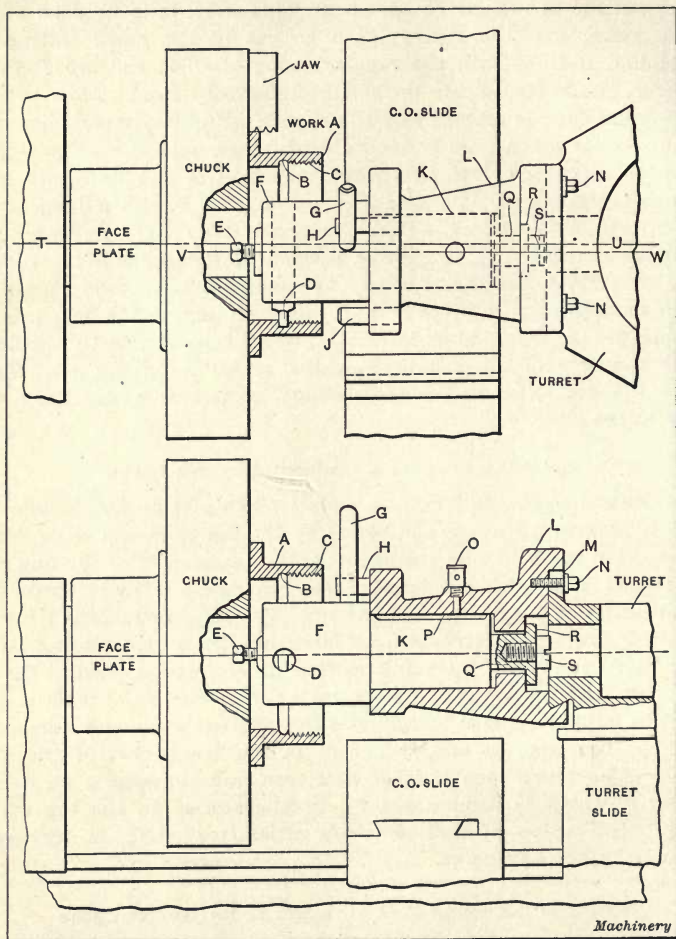 JAW
C.O. SLIDE
WORK A
CHUCK
B
C
K
L
N
F
G
Q
R
S
H
E
T
FACE
PLATE
V
U
W
D
J
N
TURRET
G
O
L
CHUCK
A
C
H
M
N
B
P
TURRET
F
K
R
E
FACE
PLATE
D
Q
S
C.O. SLIDE
TURRET
SLIDE
Machinery